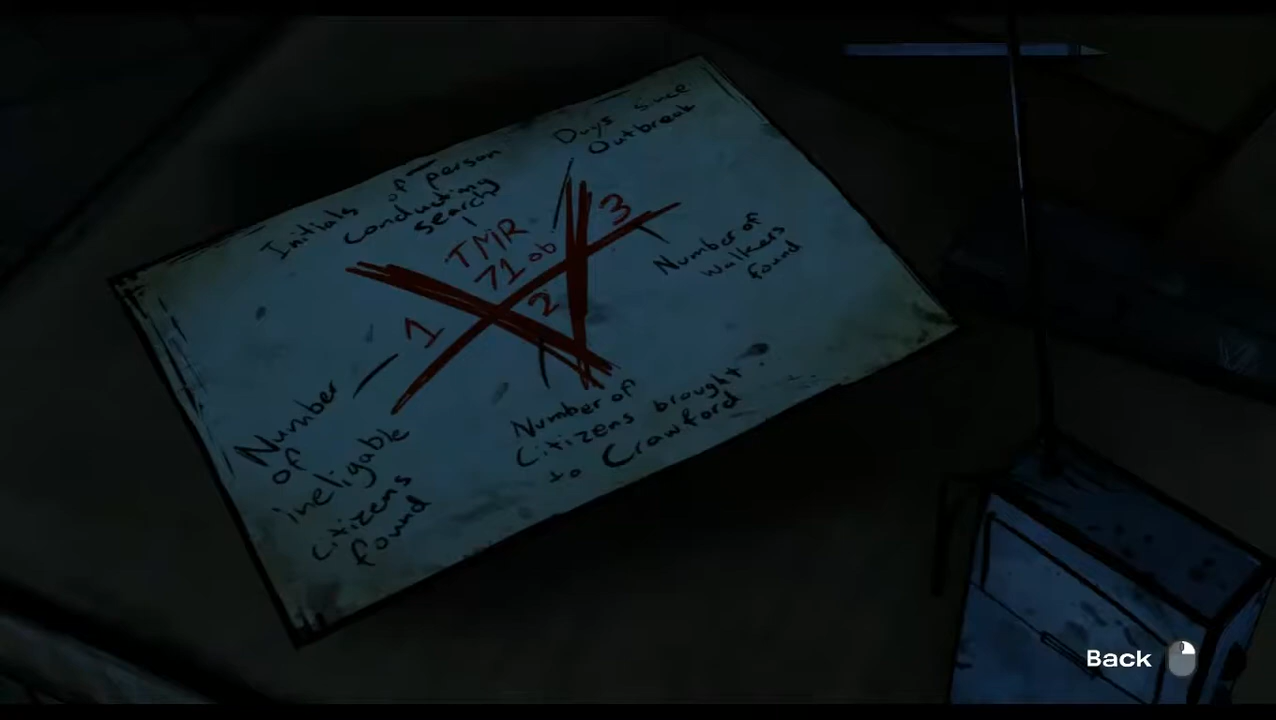 Days since
Outbreak
Initials of person
conducting
search
TMR
71 ob
3
Number of
walkers
found
1
2
Number
of
ineligable
citizens
found
Number of
Citizens brought
to Crawford
Back